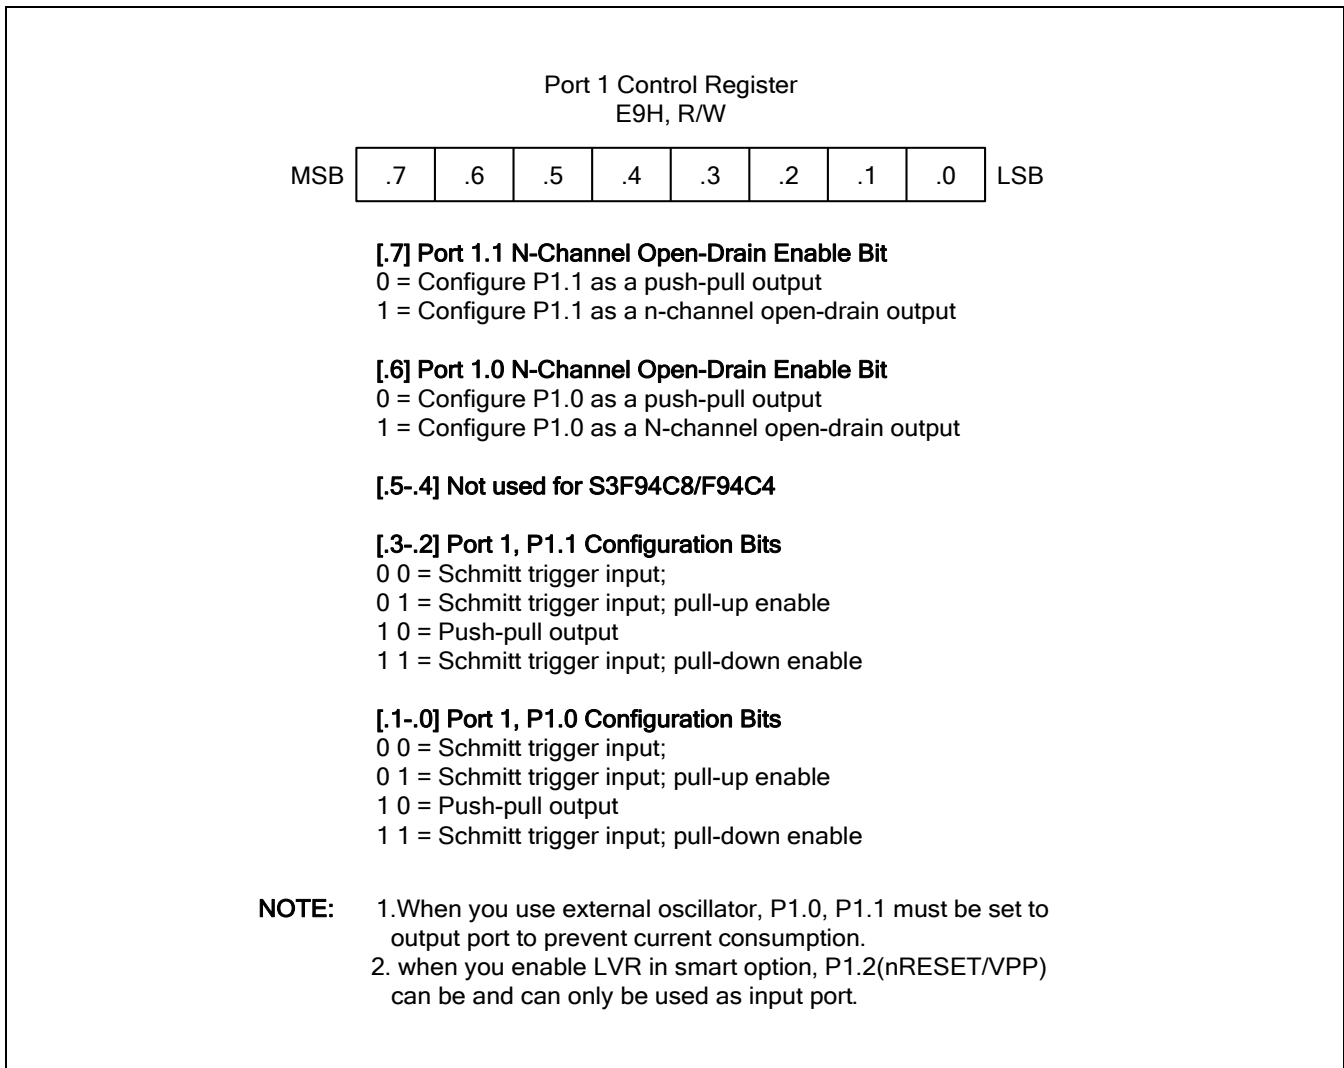 Port 1 Control Register
E9H, R/W
MSB .7 .6 .5 .4 .3 .2 .1 .0 LSB
[.7] Port 1.1 N-Channel Open-Drain Enable Bit
0 = Configure P1.1 as a push-pull output
1 = Configure P1.1 as a n-channel open-drain output
[.6] Port 1.0 N-Channel Open-Drain Enable Bit
0 = Configure P1.0 as a push-pull output
1 = Configure P1.0 as a N-channel open-drain output
[.5-.4] Not used for S3F94C8/F94C4
[.3-.2] Port 1, P1.1 Configuration Bits
0 0 = Schmitt trigger input;
0 1 = Schmitt trigger input; pull-up enable
1 0 = Push-pull output
1 1 = Schmitt trigger input; pull-down enable
[.1-.0] Port 1, P1.0 Configuration Bits
0 0 = Schmitt trigger input;
0 1 = Schmitt trigger input; pull-up enable
1 0 = Push-pull output
1 1 = Schmitt trigger input; pull-down enable
NOTE: 1.When you use external oscillator, P1.0, P1.1 must be set to
output port to prevent current consumption.
2. when you enable LVR in smart option, P1.2(nRESET/VPP)
can be and can only be used as input port.